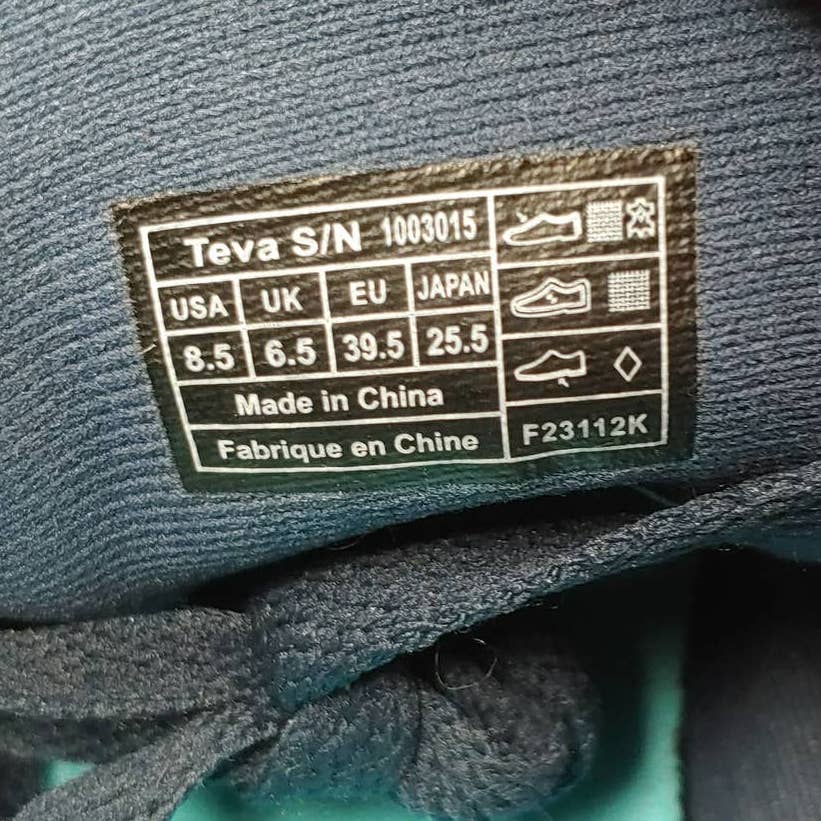 Teva S/N 1003015
USA UK EU JAPAN
8.5 6.5 39.5 25.5
Made in China
Fabrique en Chine
F23112K